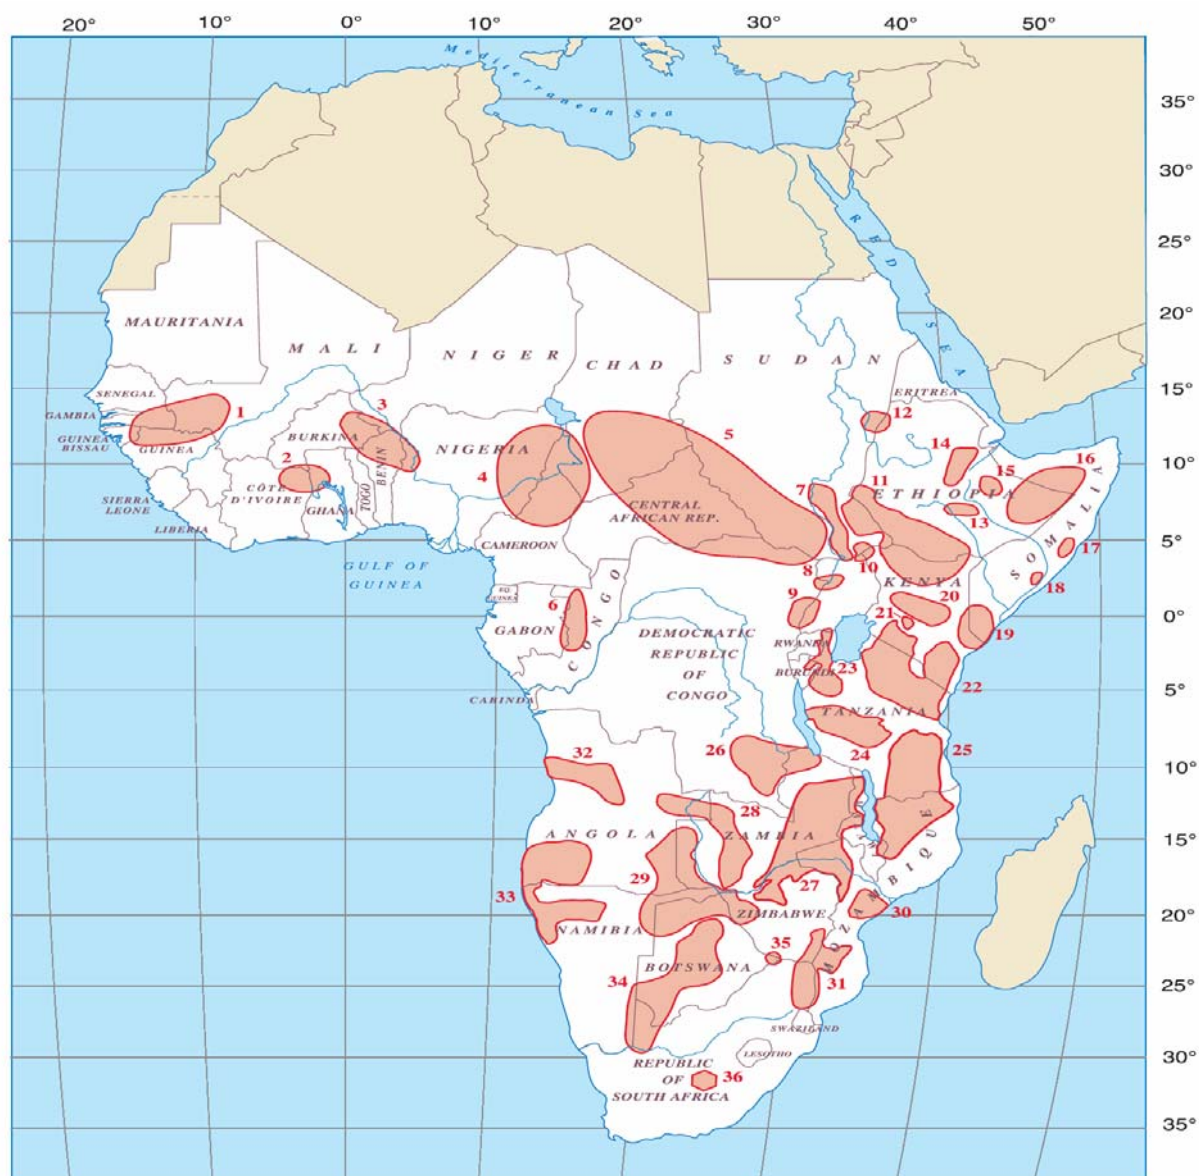 20° 10° 0° 10° 20° 30° 40° 50°
Mediterranean Sea
35°
30°
25°
RED SEA
20°
MAURITANIA
MALI
NIGER
CHAD
SUDAN
15°
SENEGAL
ERITREA
GAMBIA
1
3
12
GUINEA
BISSAU
GUINEA
BURKINA
NIGERIA
5
14
2
BENIN
4
10°
16
15
CÔTE
D'IVOIRE
GHANA
TOGO
7
11
ETHIOPIA
SIERRA
LEONE
CENTRAL
AFRICAN REP.
13
SOMALIA
LIBERIA
CAMEROON
5°
17
GULF OF
GUINEA
10
8
KENYA
18
EQ.
GUINEA
6
CONGO
9
20
21
0°
GABON
DEMOCRATIC
REPUBLIC
OF
CONGO
RWANDA
19
BURUNDI
23
22
CABINDA
5°
TANZANIA
32
26
24
25
10°
28
ANGOLA
ZAMBIA
MOZAMBIQUE
15°
29
27
33
ZIMBABWE
30
20°
NAMIBIA
35
BOTSWANA
34
31
25°
SWAZILAND
LESOTHO
30°
REPUBLIC
OF
SOUTH AFRICA
36
35°